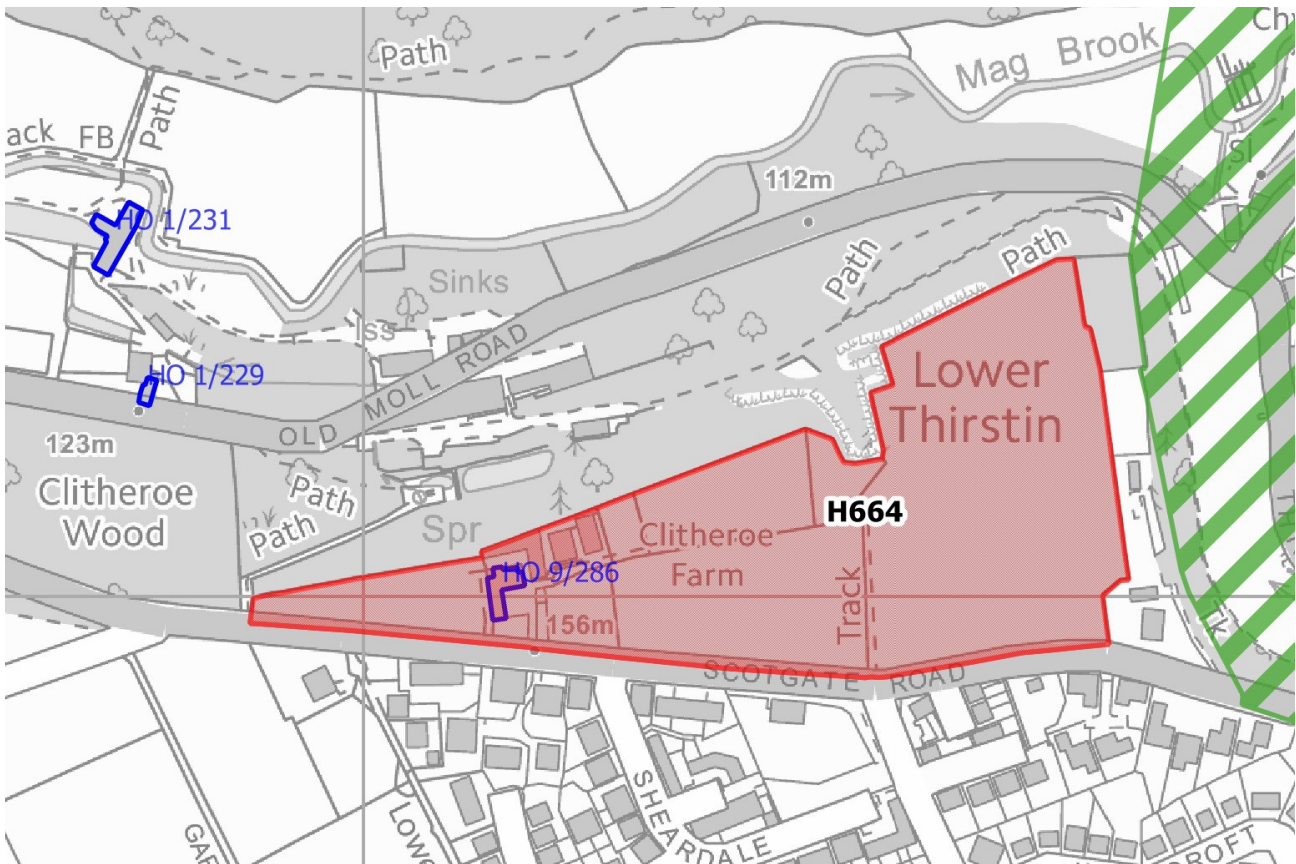 Path
Mag Brook
ack FB
Path
HO 1/231
112m
Sinks
Iss
Path
Path
HO 1/229
OLD MOLL ROAD
Lower
Thirstin
123m
Clitheroe
Wood
Path
Path
Spr
H664
Clitheroe
Farm
HO 9/286
156m
Track
Tk
SCOTGATE ROAD
SHEARDALE